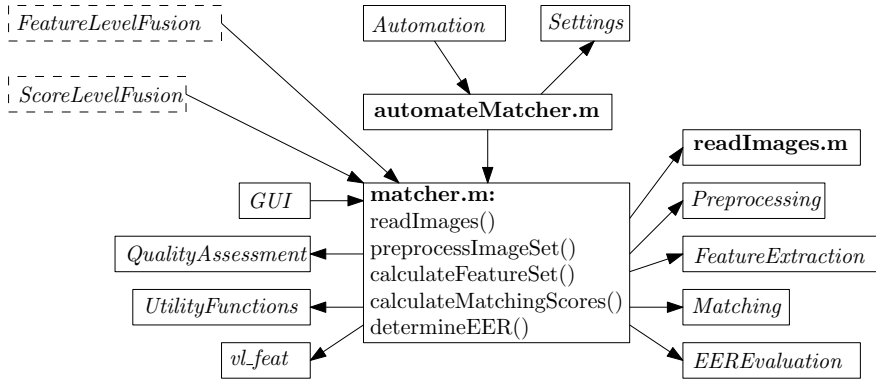 FeatureLevelFusion
Automation
Settings
ScoreLevelFusion
automateMatcher.m
readImages.m
GUI
matcher.m:
readImages()
preprocessImageSet()
calculateFeatureSet()
calculateMatchingScores()
determineEER()
Preprocessing
QualityAssessment
FeatureExtraction
UtilityFunctions
Matching
vl_feat
EEREvaluation